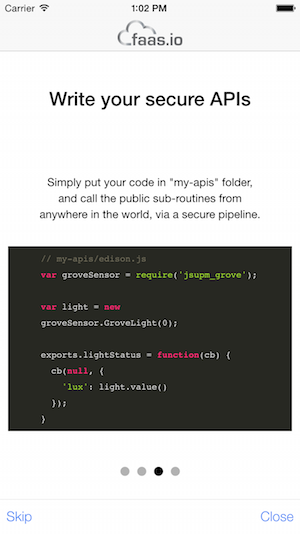 Carrier 1:02 PM
faas.io
Write your secure APIs
Simply put your code in "my-apis" folder,
and call the public sub-routines from
anywhere in the world, via a secure pipeline.
// my-apis/edison.js
var groveSensor = require('jsupm_grove');
var light = new
groveSensor.GroveLight(0);
exports.lightStatus = function(cb) {
cb(null, {
'lux': light.value()
});
}
Skip Close